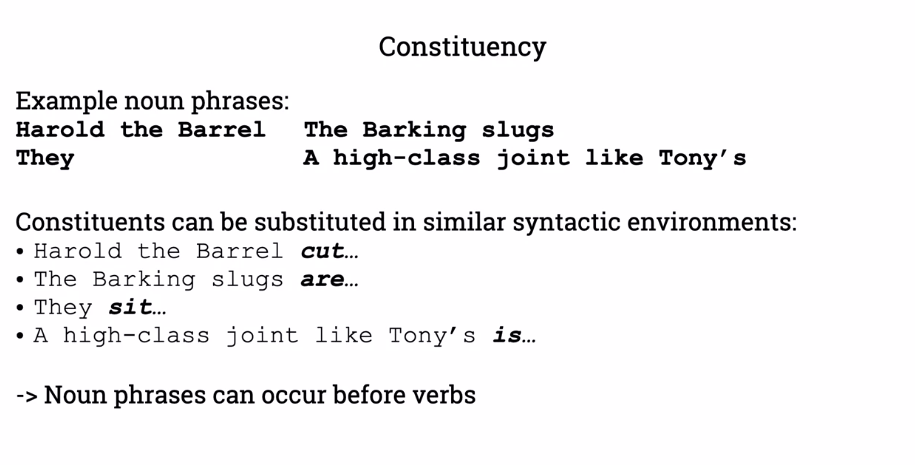 Constituency
Example noun phrases:
Harold the Barrel The Barking slugs
They A high-class joint like Tony’s
Constituents can be substituted in similar syntactic environments:
• Harold the Barrel cut…
• The Barking slugs are…
• They sit…
• A high-class joint like Tony’s is…
-> Noun phrases can occur before verbs